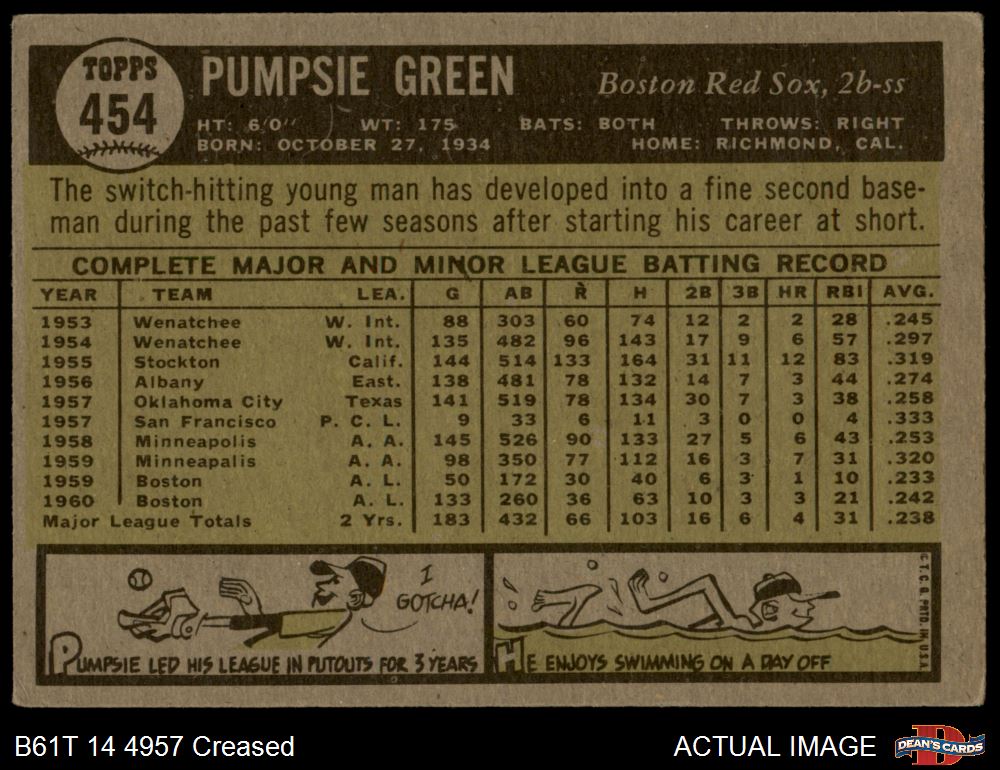 TOPPS
454
PUMPSIE GREEN
Boston Red Sox, 2b-ss
HT: 6'0" WT: 175 BATS: BOTH THROWS: RIGHT
BORN: OCTOBER 27, 1934 HOME: RICHMOND, CAL.
The switch-hitting young man has developed into a fine second base-
man during the past few seasons after starting his career at short.
COMPLETE MAJOR AND MINOR LEAGUE BATTING RECORD
YEAR TEAM LEA. G AB R H 2B 3B HR RBI AVG.
1953 Wenatchee W. Int. 88 303 60 74 12 2 2 28 .245
1954 Wenatchee W. Int. 135 482 96 143 17 9 6 57 .297
1955 Stockton Calif. 144 514 133 164 31 11 12 83 .319
1956 Albany East. 138 481 78 132 14 7 3 44 .274
1957 Oklahoma City Texas 141 519 78 134 30 7 3 38 .258
1957 San Francisco P. C. L. 9 33 6 11 3 0 0 4 .333
1958 Minneapolis A. A. 145 526 90 133 27 5 6 43 .253
1959 Minneapalis A. A. 98 350 77 112 16 3 7 31 .320
1959 Boston A. L. 50 172 30 40 6 3 1 10 .233
1960 Boston A. L. 133 260 36 63 10 3 3 21 .242
Major League Totals 2 Yrs. 183 432 66 103 16 6 4 31 .238
I GOTCHA!
PUMPSIE LED HIS LEAGUE IN PUTOUTS FOR 3 YEARS
HE ENJOYS SWIMMING ON A DAY OFF
© T. C. G. PRTD. IN U.S.A.
B61T 14 4957 Creased
ACTUAL IMAGE
DEAN'S CARDS